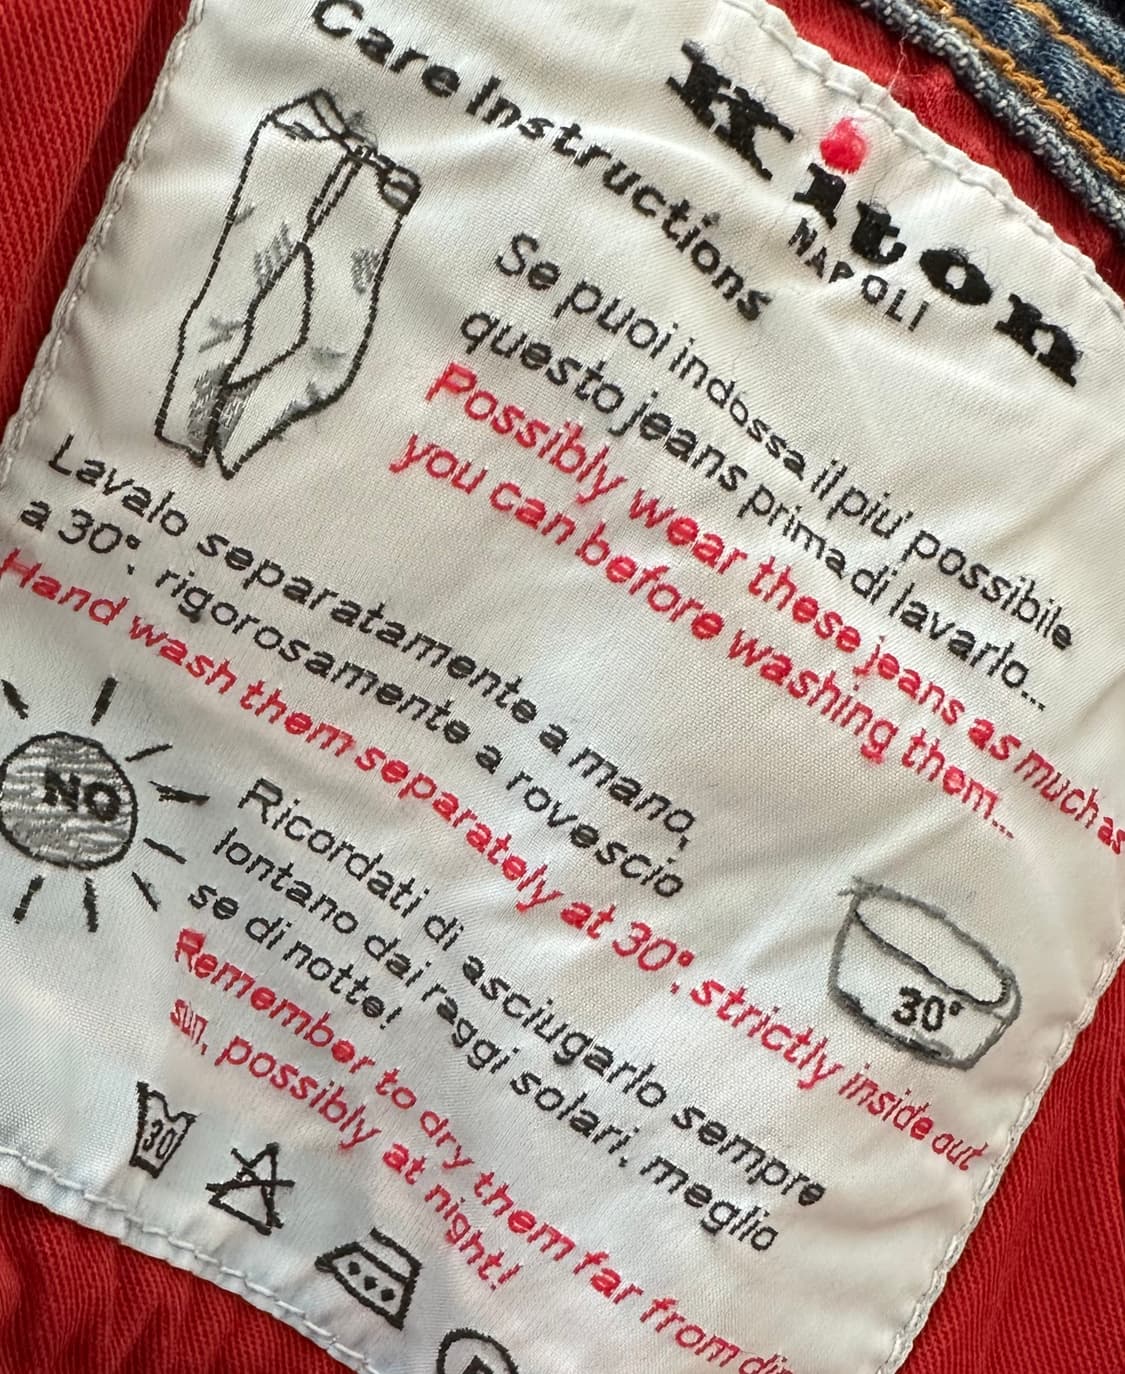 Kiton
NAPOLI
Care Instructions
Se puoi indossa il piu' possibile
questo jeans prima di lavarlo...
Possibly wear these jeans as much as
you can before washing them...
Lavalo separatamente a mano,
a 30°, rigorosamente a rovescio
Hand wash them separately at 30°, strictly inside out
30°
NO
Ricordati di asciugarlo sempre
lontano dai raggi solari, meglio
se di notte!
Remember to dry them far from
sun, possibly at night!
30